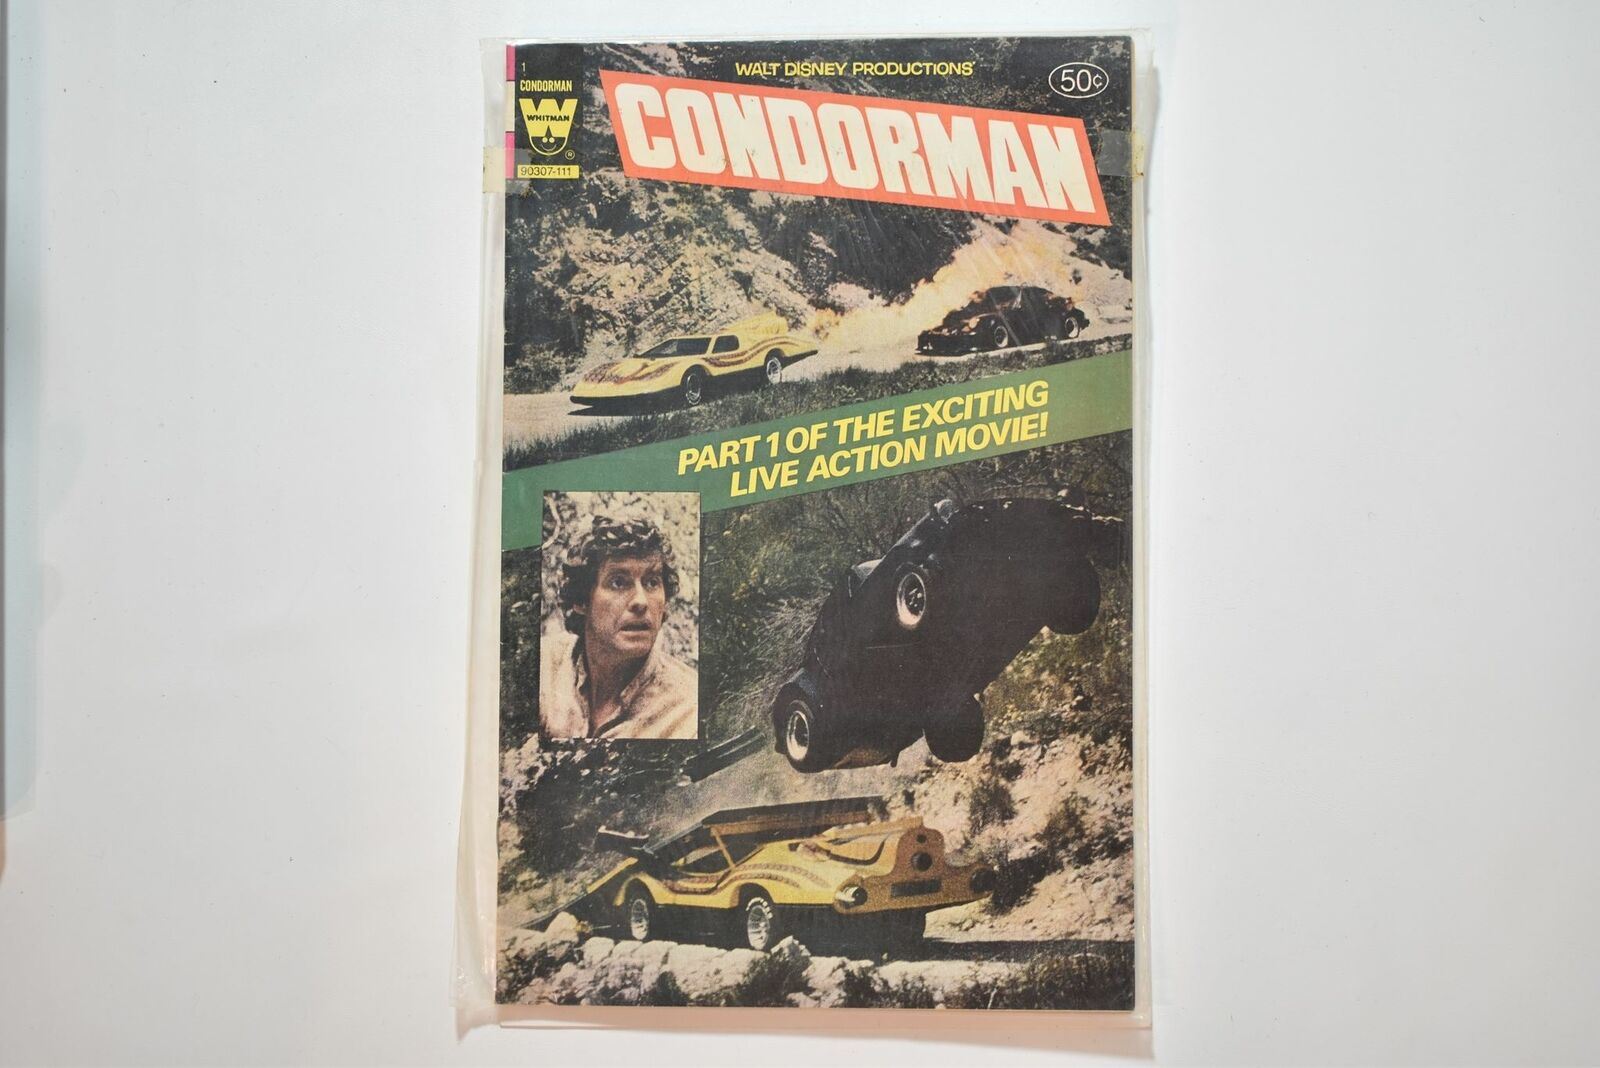 1
CONDORMAN
WHITMAN
®
90307-111
WALT DISNEY PRODUCTIONS'
50¢
CONDORMAN
PART 1 OF THE EXCITING
LIVE ACTION MOVIE!